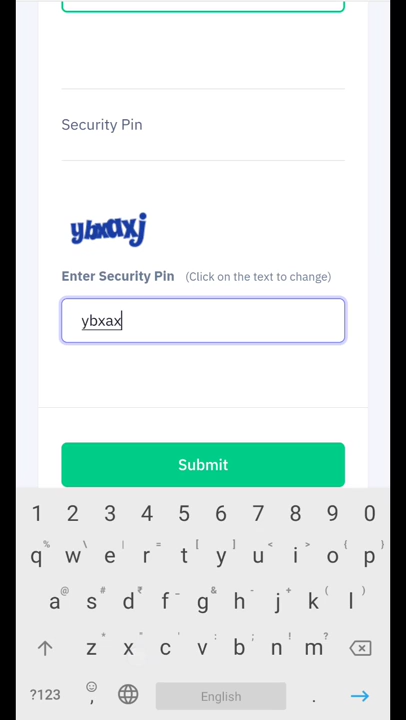 Security Pin
ybxaxj
Enter Security Pin (Click on the text to change)
ybxax
Submit
1 2 3 4 5 6 7 8 9 0
q% w\ e| r= t[ y] u< i> o{ p}
a@ s# d₹ f_ g& h- j+ k( l)
z* x" c' v: b; n! m?
?123 , English .